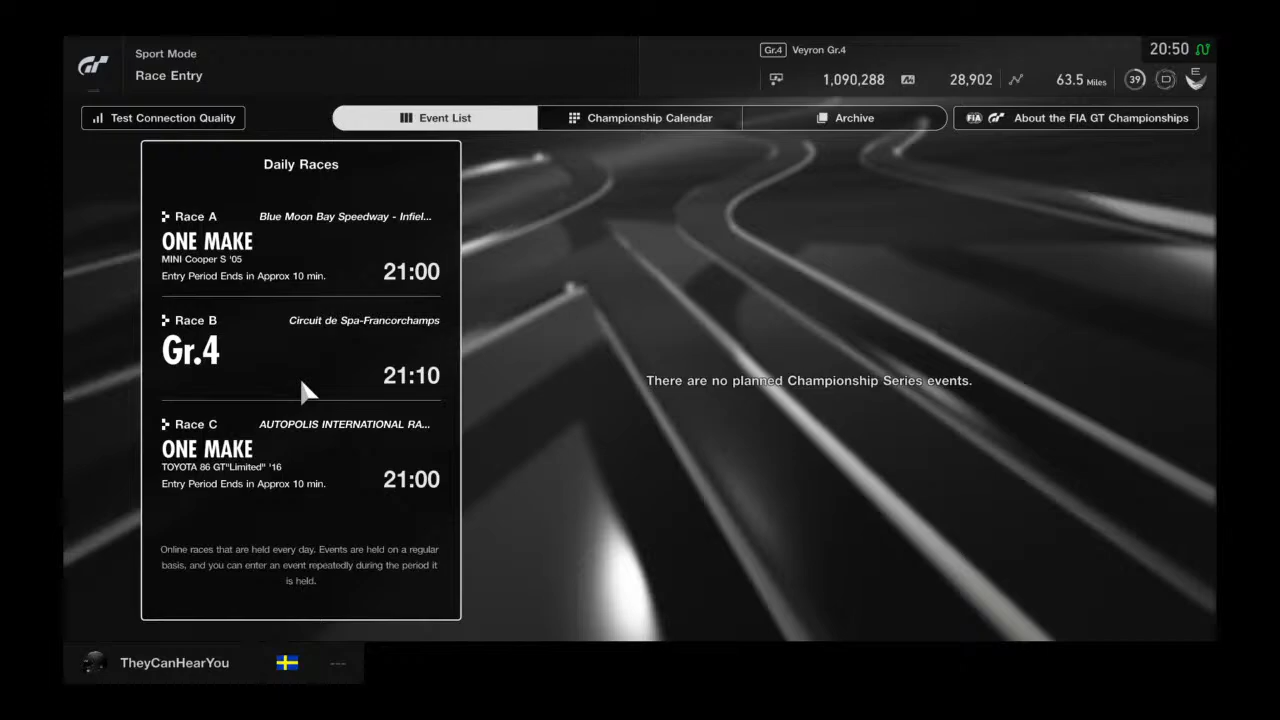 Sport Mode
Race Entry
Gr.4 Veyron Gr.4
20:50
1,090,288
28,902
63.5 Miles
39
D
E
Test Connection Quality
Event List
Championship Calendar
Archive
FIA GT About the FIA GT Championships
Daily Races
Race A Blue Moon Bay Speedway - Infiel...
ONE MAKE
MINI Cooper S '05
Entry Period Ends in Approx 10 min.
21:00
Race B Circuit de Spa-Francorchamps
Gr.4
21:10
Race C AUTOPOLIS INTERNATIONAL RA...
ONE MAKE
TOYOTA 86 GT"Limited" '16
Entry Period Ends in Approx 10 min.
21:00
Online races that are held every day. Events are held on a regular
basis, and you can enter an event repeatedly during the period it
is held.
There are no planned Championship Series events.
TheyCanHearYou ---